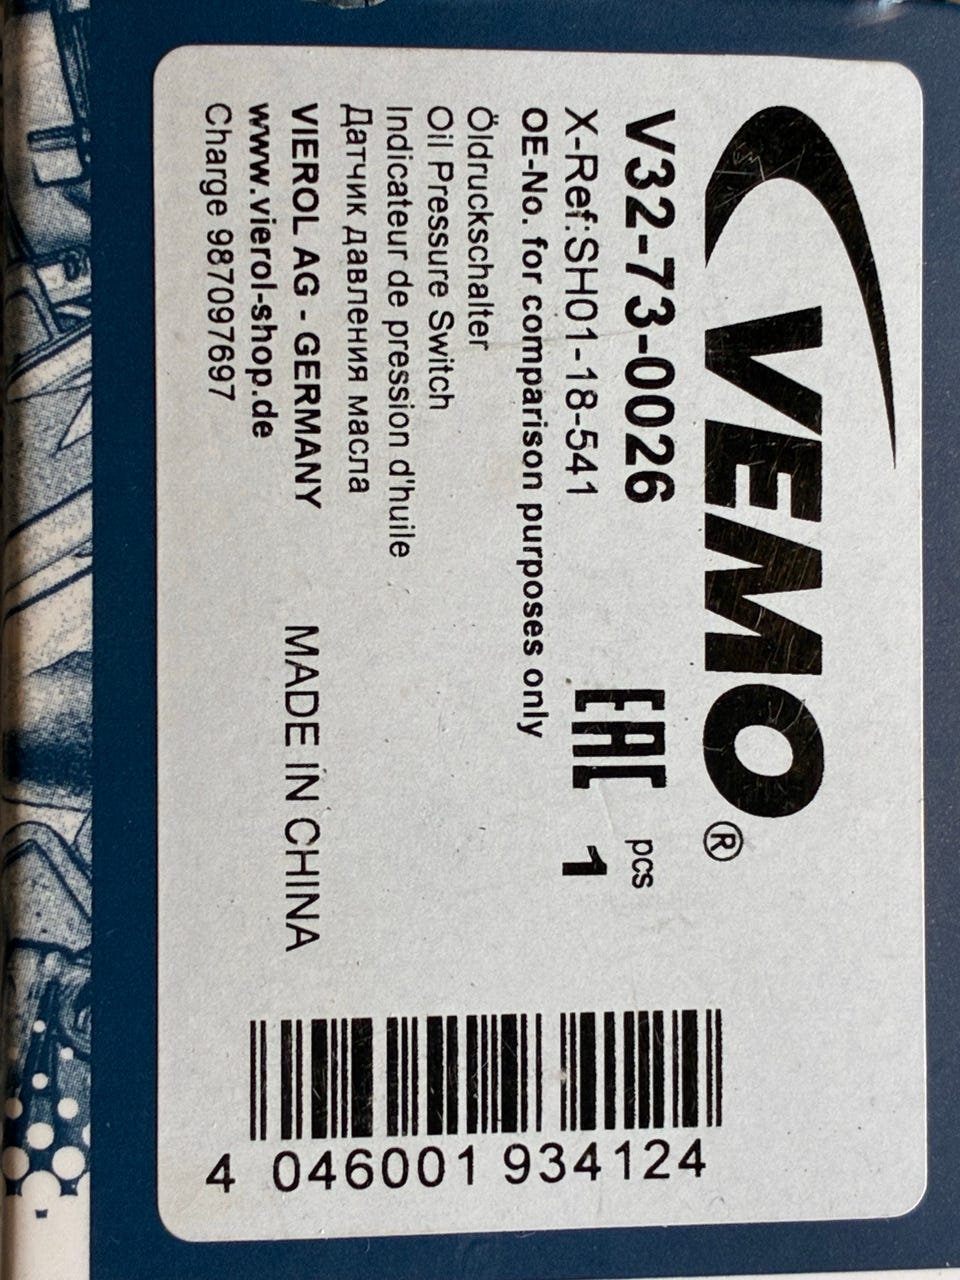 VEMO®
V32-73-0026
X-Ref:SH01-18-541
EAC
pcs
1
OE-No. for comparison purposes only
Öldruckschalter
Oil Pressure Switch
Indicateur de pression d'huile
Датчик давления масла
VIEROL AG - GERMANY
MADE IN CHINA
www.vierol-shop.de
Charge 987097697
4 046001 934124